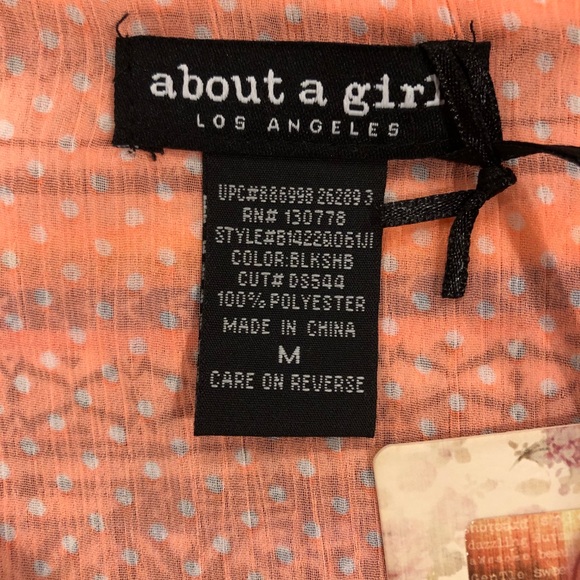 about a girl
LOS ANGELES
UPC#886998 26289 3
RN# 130778
STYLE#B1422Q061JI
COLOR:BLKSHB
CUT# DS544
100% POLYESTER
MADE IN CHINA
M
CARE ON REVERSE
dazzling